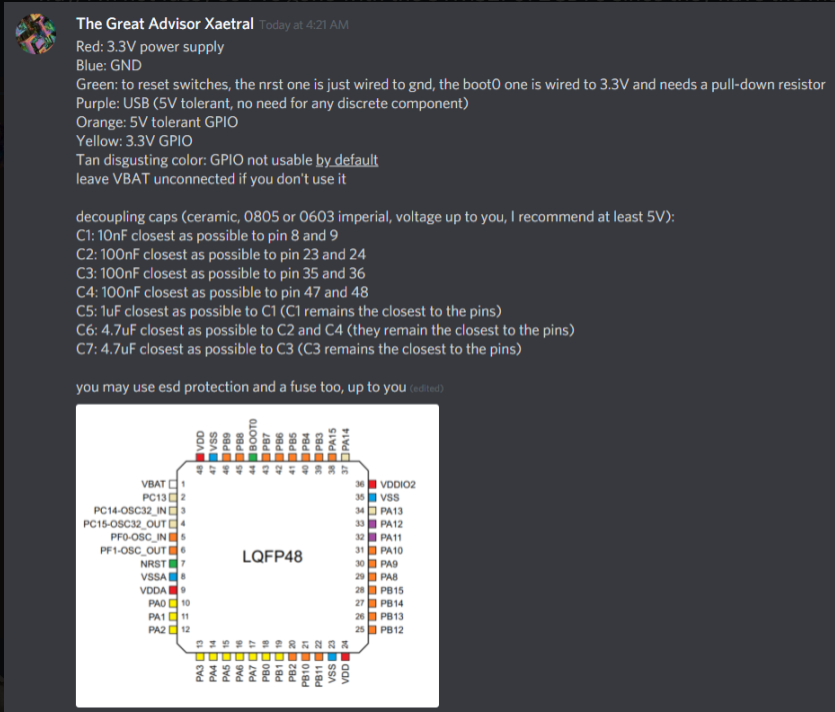 The Great Advisor Xaetral Today at 4:21 AM
Red: 3.3V power supply
Blue: GND
Green: to reset switches, the nrst one is just wired to gnd, the boot0 one is wired to 3.3V and needs a pull-down resistor
Purple: USB (5V tolerant, no need for any discrete component)
Orange: 5V tolerant GPIO
Yellow: 3.3V GPIO
Tan disgusting color: GPIO not usable by default
leave VBAT unconnected if you don't use it
decoupling caps (ceramic, 0805 or 0603 imperial, voltage up to you, I recommend at least 5V):
C1: 10nF closest as possible to pin 8 and 9
C2: 100nF closest as possible to pin 23 and 24
C3: 100nF closest as possible to pin 35 and 36
C4: 100nF closest as possible to pin 47 and 48
C5: 1uF closest as possible to C1 (C1 remains the closest to the pins)
C6: 4.7uF closest as possible to C2 and C4 (they remain the closest to the pins)
C7: 4.7uF closest as possible to C3 (C3 remains the closest to the pins)
you may use esd protection and a fuse too, up to you (edited)
VDD VSS PB9 PB8 BOOT0 PB7 PB6 PB5 PB4 PB3 PA15 PA14
48 47 46 45 44 43 42 41 40 39 38 37
VBAT 1 36 VDDIO2
PC13 2 35 VSS
PC14-OSC32_IN 3 34 PA13
PC15-OSC32_OUT 4 33 PA12
PF0-OSC_IN 5 32 PA11
PF1-OSC_OUT 6 31 PA10
LQFP48
NRST 7 30 PA9
VSSA 8 29 PA8
VDDA 9 28 PB15
PA0 10 27 PB14
PA1 11 26 PB13
PA2 12 25 PB12
13 14 15 16 17 18 19 20 21 22 23 24
PA3 PA4 PA5 PA6 PA7 PB0 PB1 PB2 PB10 PB11 VSS VDD